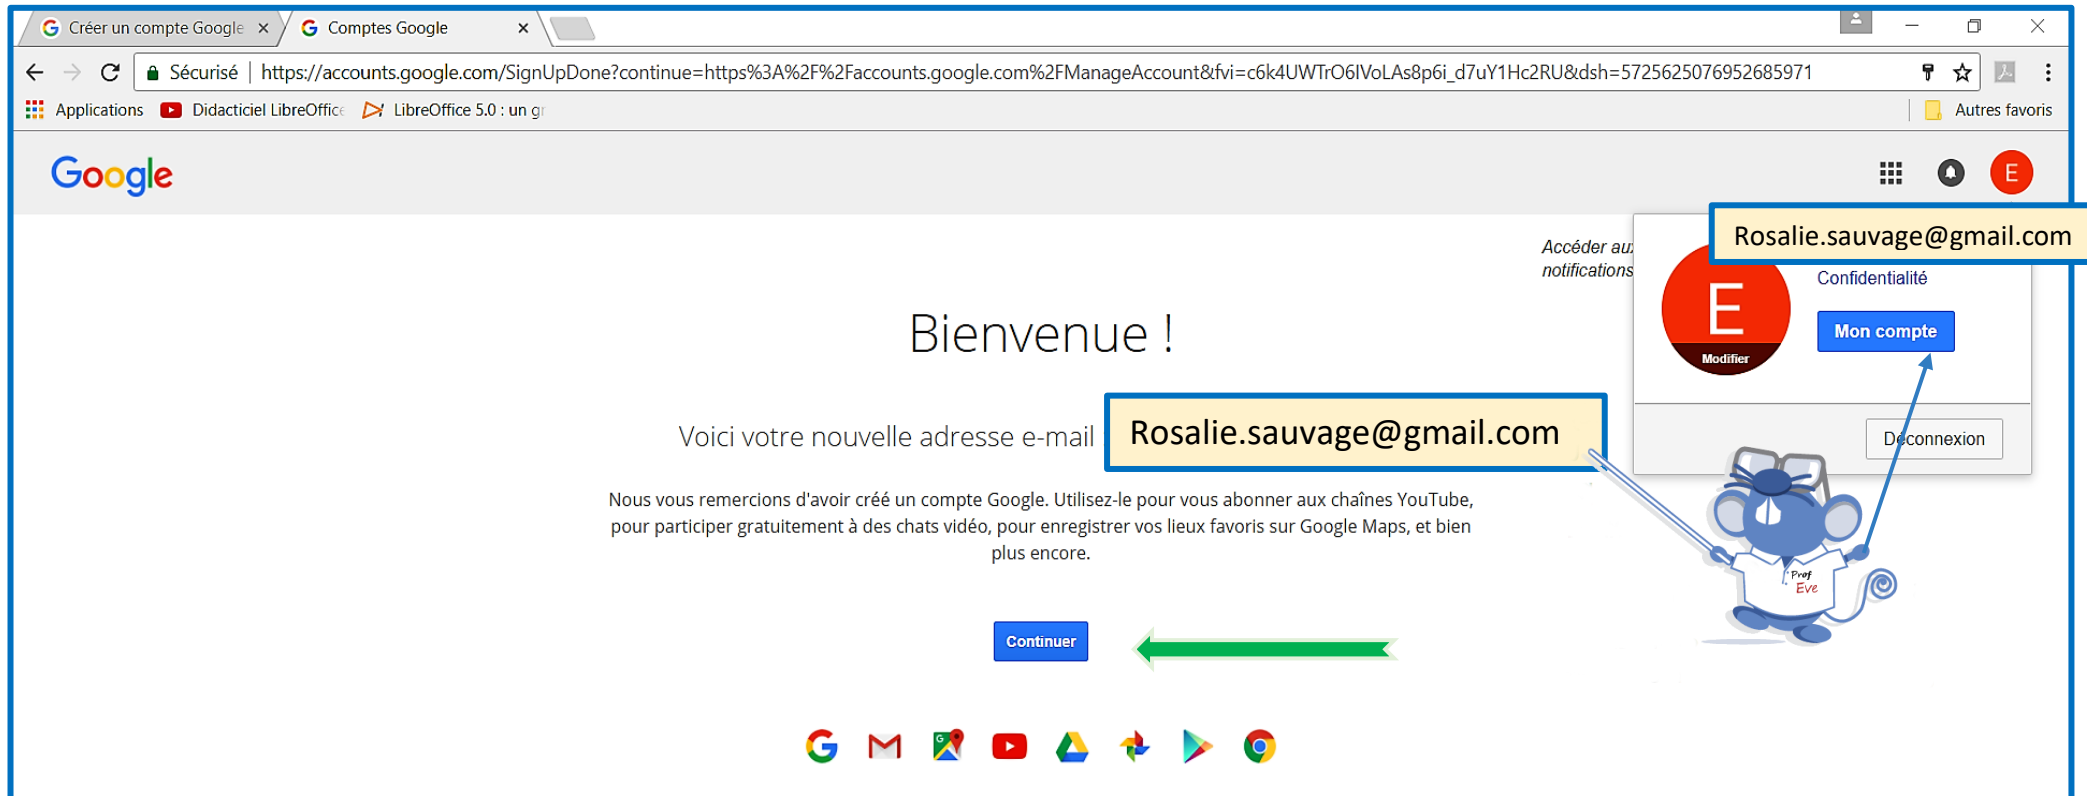 Créer un compte Google
Comptes Google
Sécurisé | https://accounts.google.com/SignUpDone?continue=https%3A%2F%2Faccounts.google.com%2FManageAccount&fvi=c6k4UWTrO6IVoLAs8p6i_d7uY1Hc2RU&dsh=5725625076952685971
Applications
Didacticiel LibreOffice
LibreOffice 5.0 : un gr
Autres favoris
Google
E
Rosalie.sauvage@gmail.com
Accéder aux
notifications
E
Modifier
Confidentialité
Mon compte
Déconnexion
Bienvenue !
Voici votre nouvelle adresse e-mail
Rosalie.sauvage@gmail.com
Nous vous remercions d'avoir créé un compte Google. Utilisez-le pour vous abonner aux chaînes YouTube,
pour participer gratuitement à des chats vidéo, pour enregistrer vos lieux favoris sur Google Maps, et bien
plus encore.
Prof
Eve
Continuer